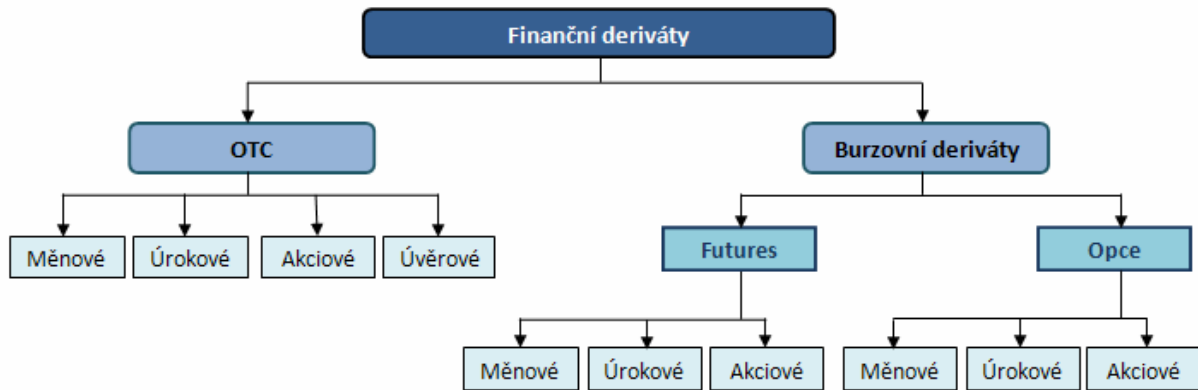 Finanční deriváty
OTC
Burzovní deriváty
Měnové
Úrokové
Akciové
Úvěrové
Futures
Opce
Měnové
Úrokové
Akciové
Měnové
Úrokové
Akciové